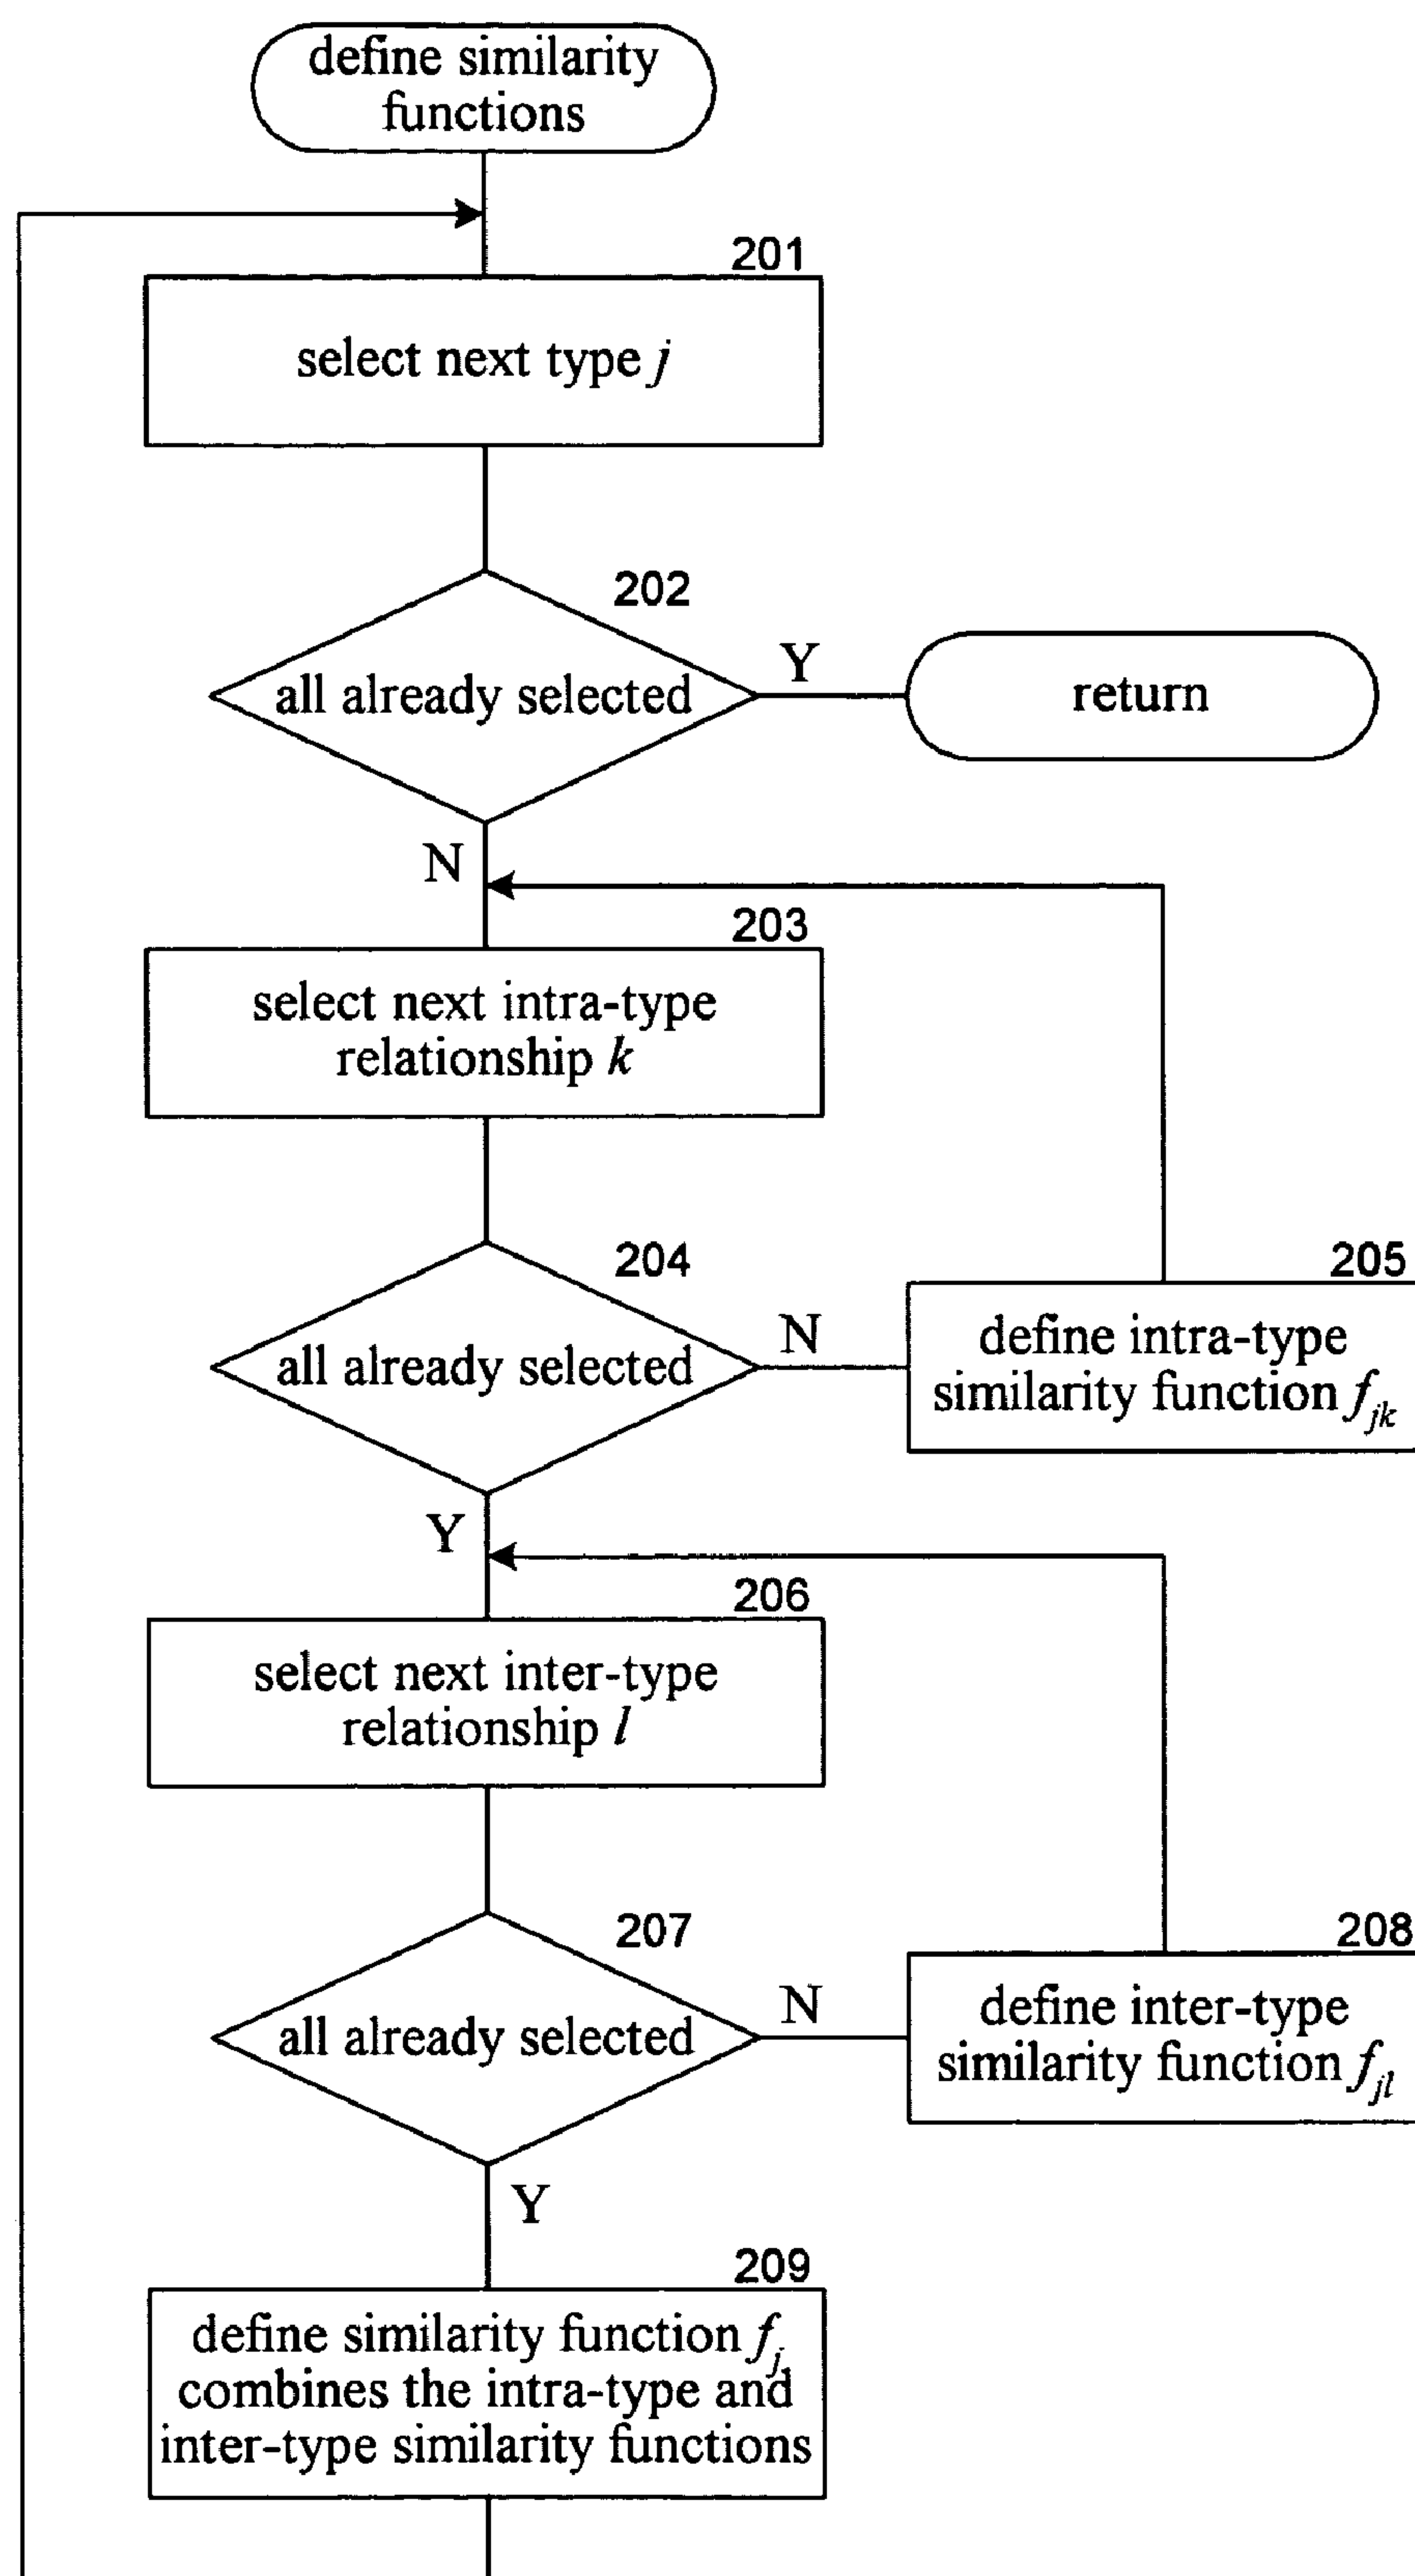 define similarity
functions
201
select next type j
202
all already selected
Y
return
N
203
select next intra-type
relationship k
204
all already selected
N
205
define intra-type
similarity function fjk
Y
206
select next inter-type
relationship l
207
all already selected
N
208
define inter-type
similarity function fjl
Y
209
define similarity function fj
combines the intra-type and
inter-type similarity functions